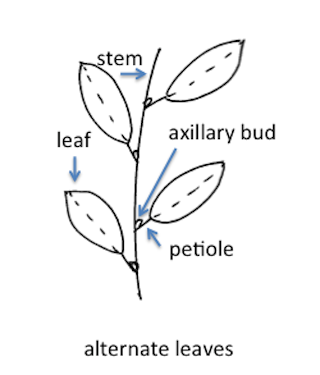 stem
leaf
axillary bud
petiole
alternate leaves